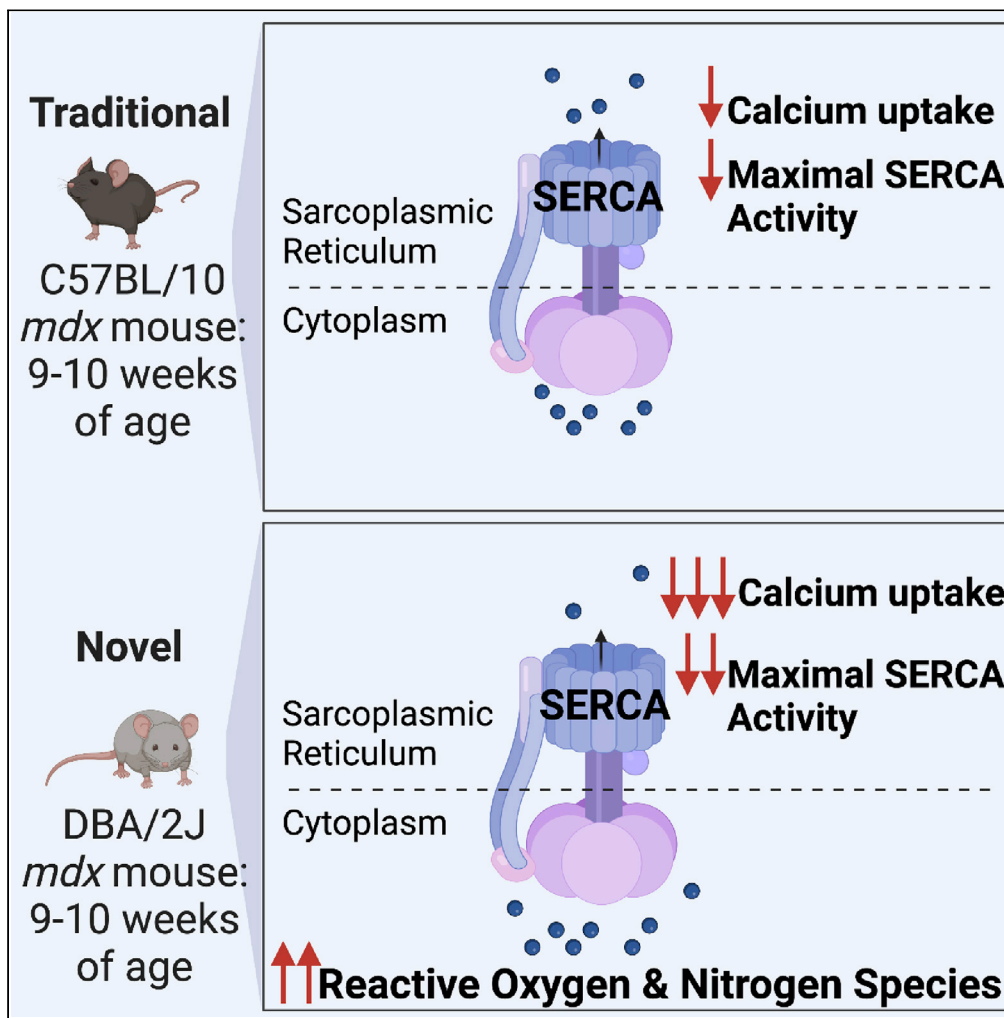 Traditional
C57BL/10
mdx mouse:
9-10 weeks
of age
Sarcoplasmic
Reticulum
Cytoplasm
SERCA
Calcium uptake
Maximal SERCA
Activity
Novel
DBA/2J
mdx mouse:
9-10 weeks
of age
Sarcoplasmic
Reticulum
Cytoplasm
SERCA
Calcium uptake
Maximal SERCA
Activity
Reactive Oxygen & Nitrogen Species